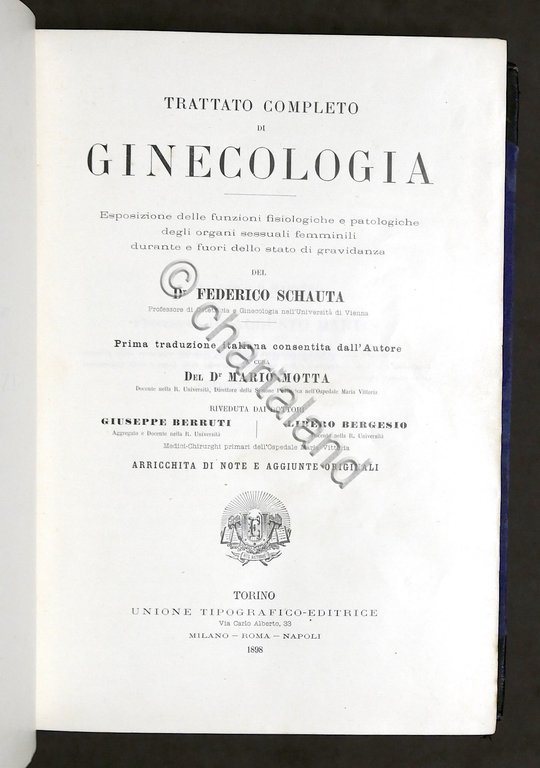 TRATTATO COMPLETO
DI
GINECOLOGIA
Esposizione delle funzioni fisiologiche e patologiche
degli organi sessuali femminili
durante e fuori dello stato di gravidanza
DEL
Dr FEDERICO SCHAUTA
Professore di Ostetricia e Ginecologia nell'Università di Vienna
Prima traduzione italiana consentita dall'Autore
CURA
DEL Dr MARIO MOTTA
Docente nella R. Università, Direttore della Sezione nell'Ospedale Maria Vittoria
RIVEDUTA DAI DOTTORI
GIUSEPPE BERRUTI
Aggregato e Docente nella R. Università
LIBERO BERGESIO
Docente nella R. Università
Medici-Chirurghi primari dell'Ospedale Maria Vittoria
ARRICCHITA DI NOTE E AGGIUNTE ORIGINALI
TORINO
UNIONE TIPOGRAFICO-EDITRICE
Via Carlo Alberto, 33
MILANO – ROMA – NAPOLI
1898
© chartaland